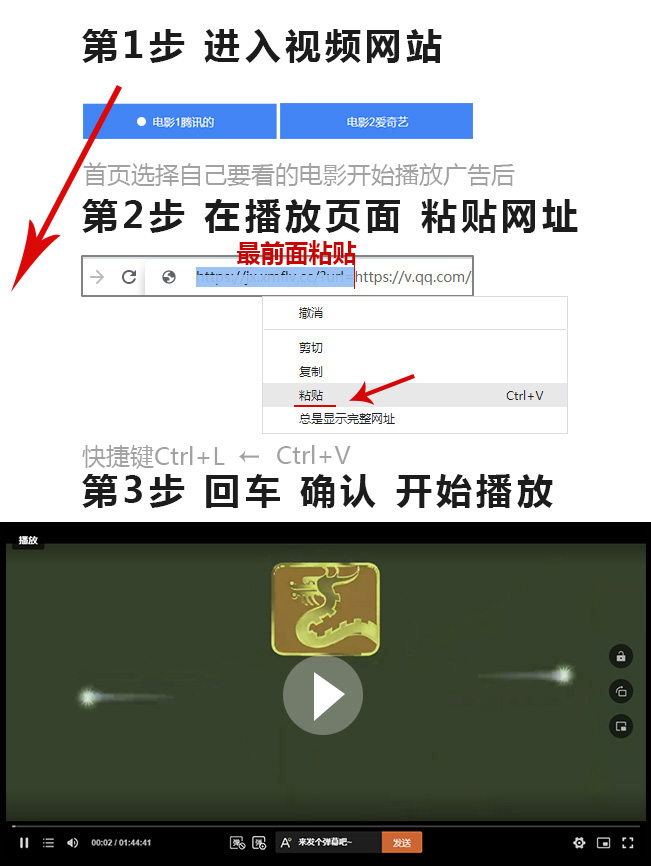 第1步 进入视频网站
电影1腾讯的
电影2爱奇艺
首页选择自己要看的电影开始播放广告后
第2步 在播放页面 粘贴网址
最前面粘贴
https://jx.xmflv.cc/?url=https://v.qq.com/
撤消
剪切
复制
粘贴 Ctrl+V
总是显示完整网址
快捷键Ctrl+L ← Ctrl+V
第3步 回车 确认 开始播放
播放
00:02 / 01:44:41
弹
弹
A
来发个弹幕吧~
发送